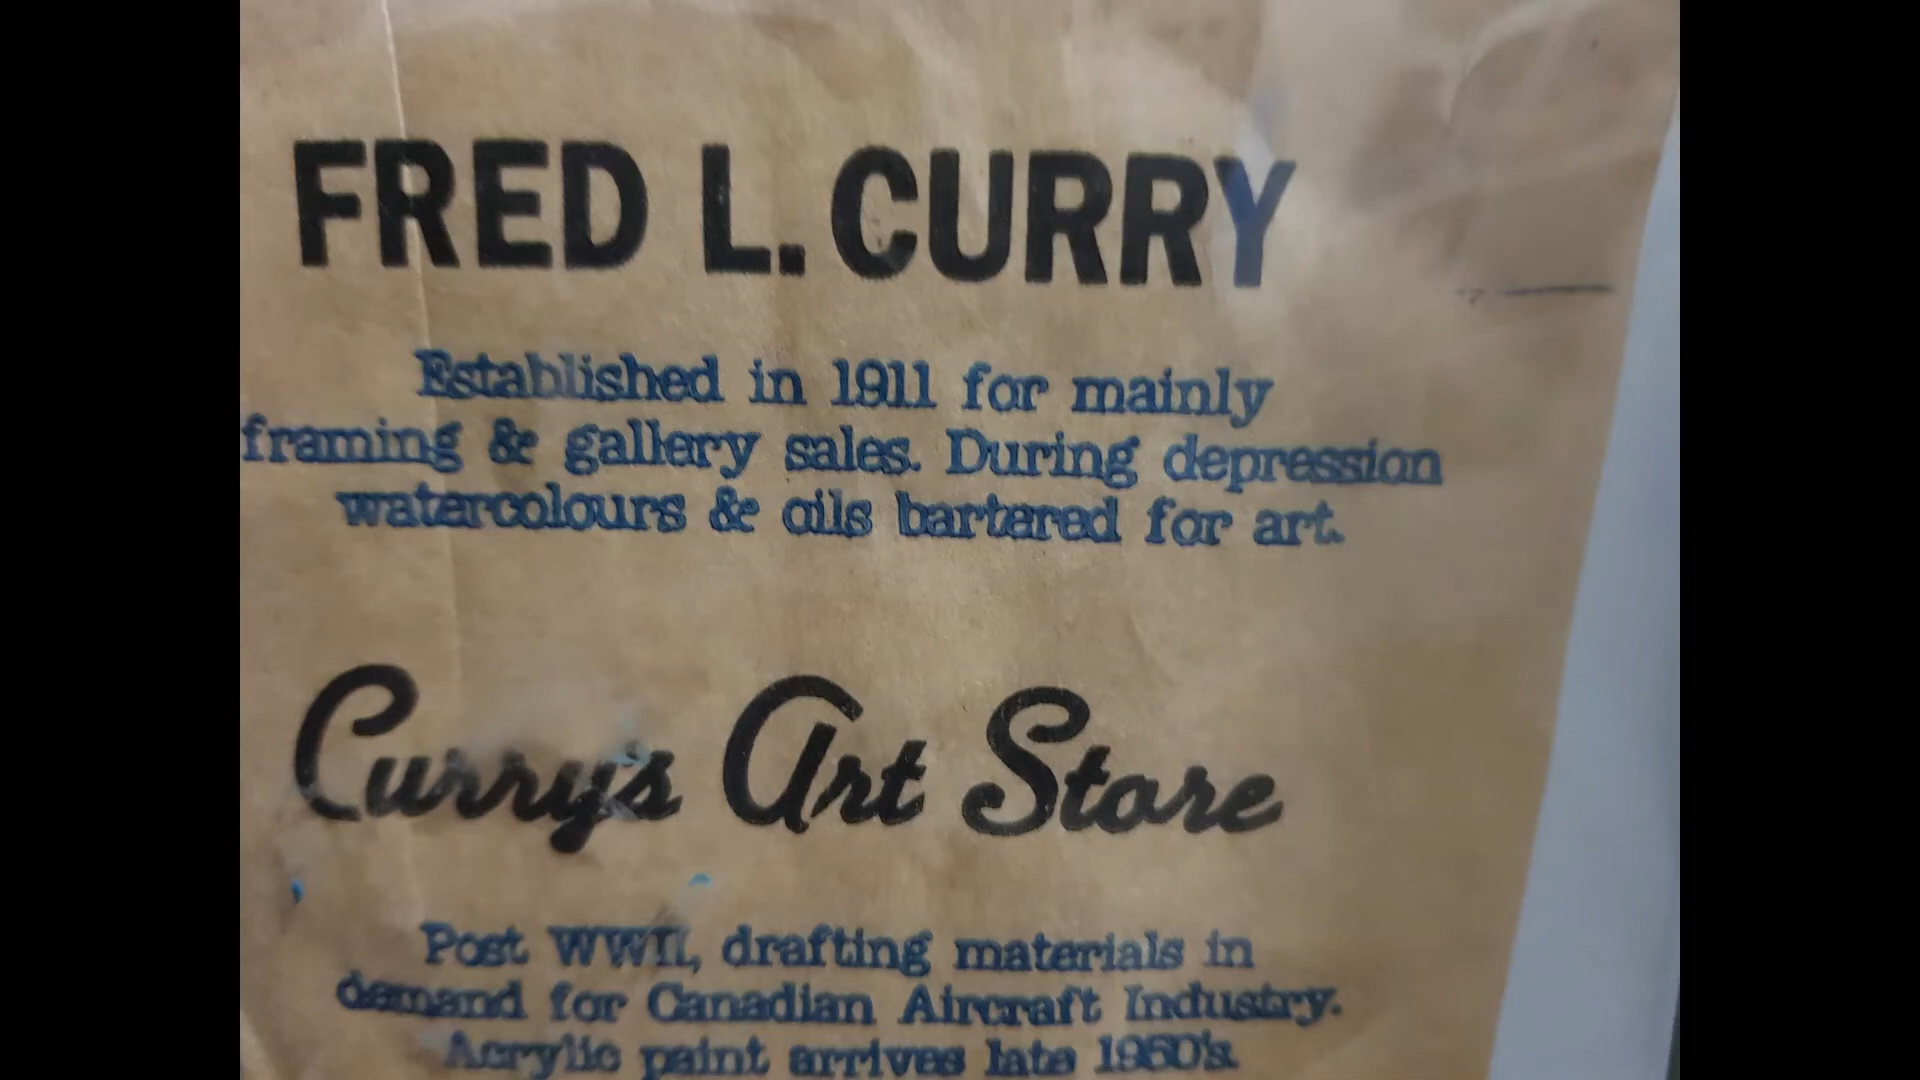 FRED L. CURRY
Established in 1911 for mainly
framing & gallery sales. During depression
watercolours & oils bartered for art.
Curry's Art Store
Post WWII, drafting materials in
demand for Canadian Aircraft Industry.
Acrylic paint arrives late